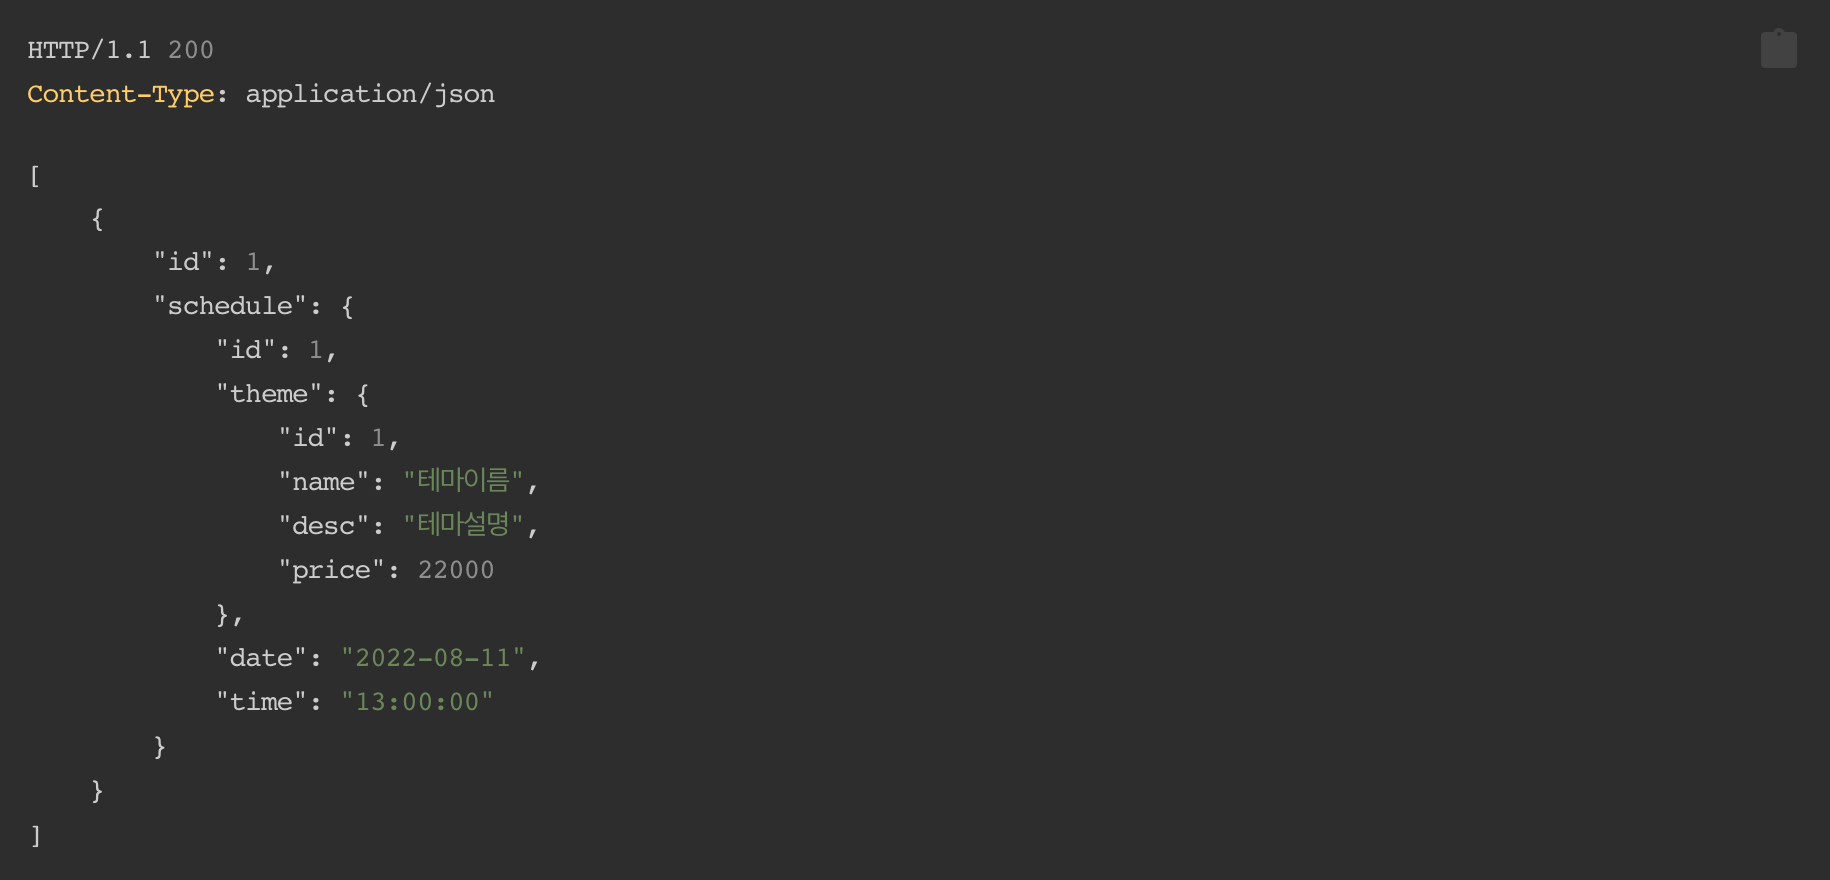 HTTP/1.1 200
Content-Type: application/json

[
    {
        "id": 1,
        "schedule": {
            "id": 1,
            "theme": {
                "id": 1,
                "name": "테마이름",
                "desc": "테마설명",
                "price": 22000
            },
            "date": "2022-08-11",
            "time": "13:00:00"
        }
    }
]